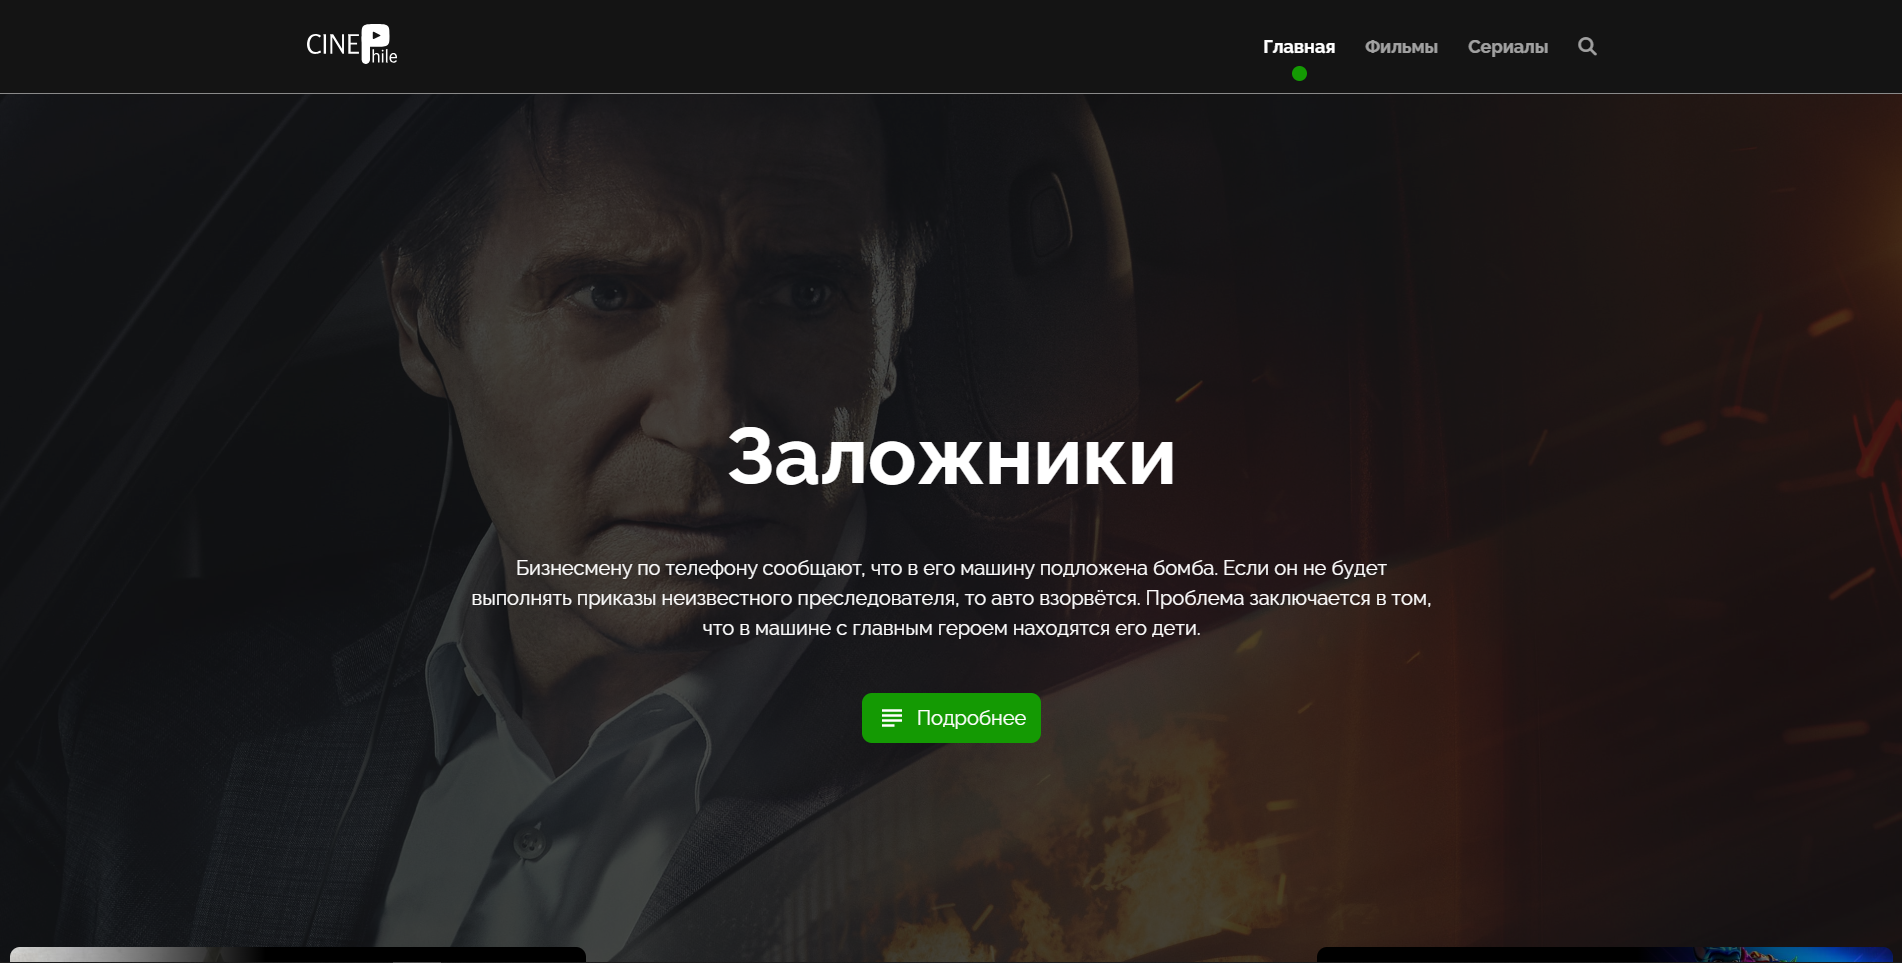 CINEPhile
Главная
Фильмы
Сериалы
Заложники
Бизнесмену по телефону сообщают, что в его машину подложена бомба. Если он не будет
выполнять приказы неизвестного преследователя, то авто взорвётся. Проблема заключается в том,
что в машине с главным героем находятся его дети.
Подробнее